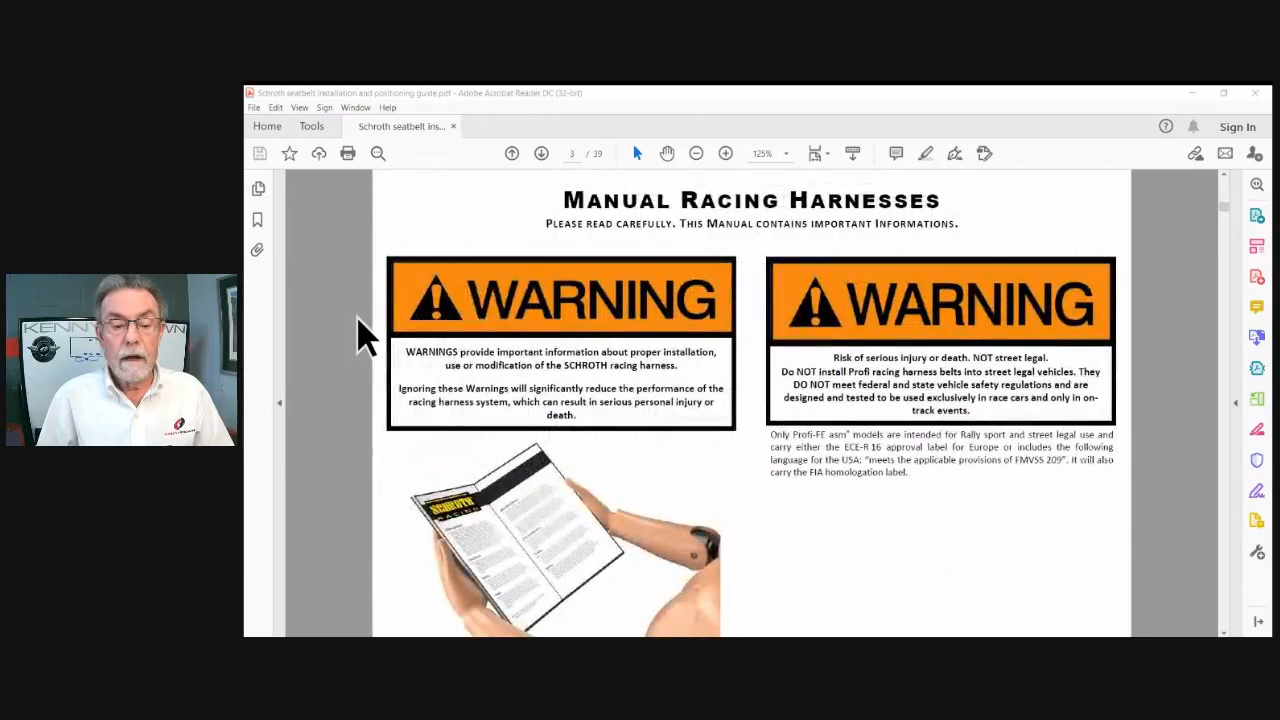 Schroth seatbelt installation and positioning guide.pdf - Adobe Acrobat Reader DC (32-bit)
File Edit View Sign Window Help
Home Tools Schroth seatbelt ins... × Sign In
3 / 39 125%
MANUAL RACING HARNESSES
PLEASE READ CAREFULLY. THIS MANUAL CONTAINS IMPORTANT INFORMATIONS.
WARNING
WARNINGS provide important information about proper installation,
use or modification of the SCHROTH racing harness.
Ignoring these Warnings will significantly reduce the performance of the
racing harness system, which can result in serious personal injury or
death.
WARNING
Risk of serious injury or death. NOT street legal.
Do NOT install Profi racing harness belts into street legal vehicles. They
DO NOT meet federal and state vehicle safety regulations and are
designed and tested to be used exclusively in race cars and only in on-
track events.
Only Profi-FE asm® models are intended for Rally sport and street legal use and
carry either the ECE-R 16 approval label for Europe or includes the following
language for the USA: "meets the applicable provisions of FMVSS 209". It will also
carry the FIA homologation label.
SCHROTH
RACING
KENNY